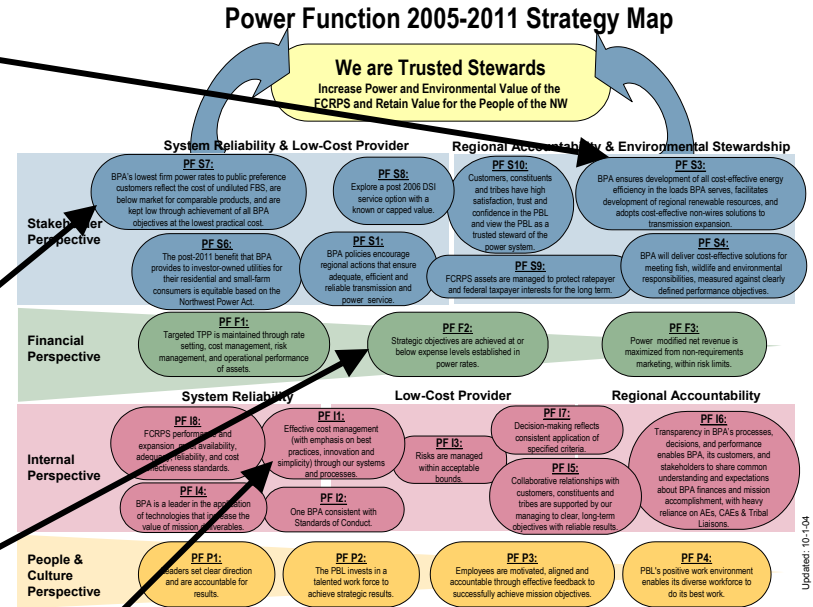 Power Function 2005-2011 Strategy Map
We are Trusted Stewards
Increase Power and Environmental Value of the
FCRPS and Retain Value for the People of the NW
System Reliability & Low-Cost Provider
Regional Accountability & Environmental Stewardship
Stakeholder
Perspective
PF S7:
BPA's lowest firm power rates to public preference
customers reflect the cost of undiluted FBS, are
below market for comparable products, and are
kept low through achievement of all BPA
objectives at the lowest practical cost.
PF S8:
Explore a post 2006 DSI
service option with a
known or capped value.
PF S10:
Customers, constituents
and tribes have high
satisfaction, trust and
confidence in the PBL
and view the PBL as a
trusted steward of the
power system.
PF S3:
BPA ensures development of all cost-effective energy
efficiency in the loads BPA serves, facilitates
development of regional renewable resources, and
adopts cost-effective non-wires solutions to
transmission expansion.
PF S6:
The post-2011 benefit that BPA
provides to investor-owned utilities for
their residential and small-farm
consumers is equitable based on the
Northwest Power Act.
PF S1:
BPA policies encourage
regional actions that ensure
adequate, efficient and
reliable transmission and
power service.
PF S9:
FCRPS assets are managed to protect ratepayer
and federal taxpayer interests for the long term.
PF S4:
BPA will deliver cost-effective solutions for
meeting fish, wildlife and environmental
responsibilities, measured against clearly
defined performance objectives.
Financial
Perspective
PF F1:
Targeted TPP is maintained through rate
setting, cost management, risk
management, and operational performance
of assets.
PF F2:
Strategic objectives are achieved at or
below expense levels established in
power rates.
PF F3:
Power modified net revenue is
maximized from non-requirements
marketing, within risk limits.
System Reliability
Low-Cost Provider
Regional Accountability
Internal
Perspective
PF I8:
FCRPS performance and
expansion meet availability,
adequacy, reliability, and cost
effectiveness standards.
PF I1:
Effective cost management
(with emphasis on best
practices, innovation and
simplicity) through our systems
and processes.
PF I3:
Risks are managed
within acceptable
bounds.
PF I7:
Decision-making reflects
consistent application of
specified criteria.
PF I6:
Transparency in BPA's processes,
decisions, and performance
enables BPA, its customers, and
stakeholders to share common
understanding and expectations
about BPA finances and mission
accomplishment, with heavy
reliance on AEs, CAEs & Tribal
Liaisons.
PF I4:
BPA is a leader in the application
of technologies that increase the
value of mission deliverables.
PF I2:
One BPA consistent with
Standards of Conduct.
PF I5:
Collaborative relationships with
customers, constituents and
tribes are supported by our
managing to clear, long-term
objectives with reliable results.
People &
Culture
Perspective
PF P1:
Leaders set clear direction
and are accountable for
results.
PF P2:
The PBL invests in a
talented work force to
achieve strategic results.
PF P3:
Employees are motivated, aligned and
accountable through effective feedback to
successfully achieve mission objectives.
PF P4:
PBL's positive work environment
enables its diverse workforce to
do its best work.
Updated: 10-1-04